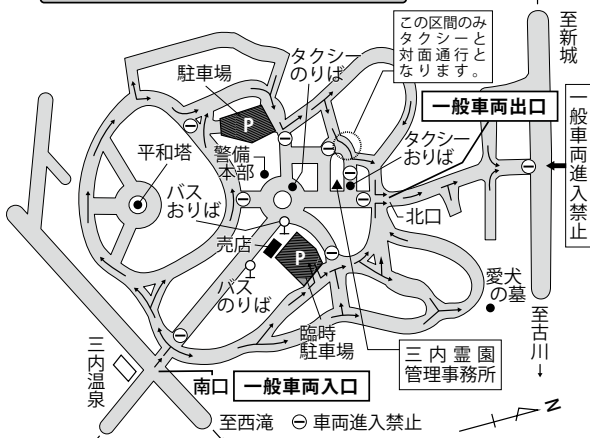 この区間のみ
タクシーと
対面通行と
なります。
至新城
タクシー
のりば
駐車場
P
一般車両出口
一般車両進入禁止
タクシー
おりば
警備
本部
平和塔
バス
おりば
北口
売店
P
バス
のりば
愛犬
の墓
臨時
駐車場
三内霊園
管理事務所
至古川
三内温泉
南口
一般車両入口
至西滝
車両進入禁止
N